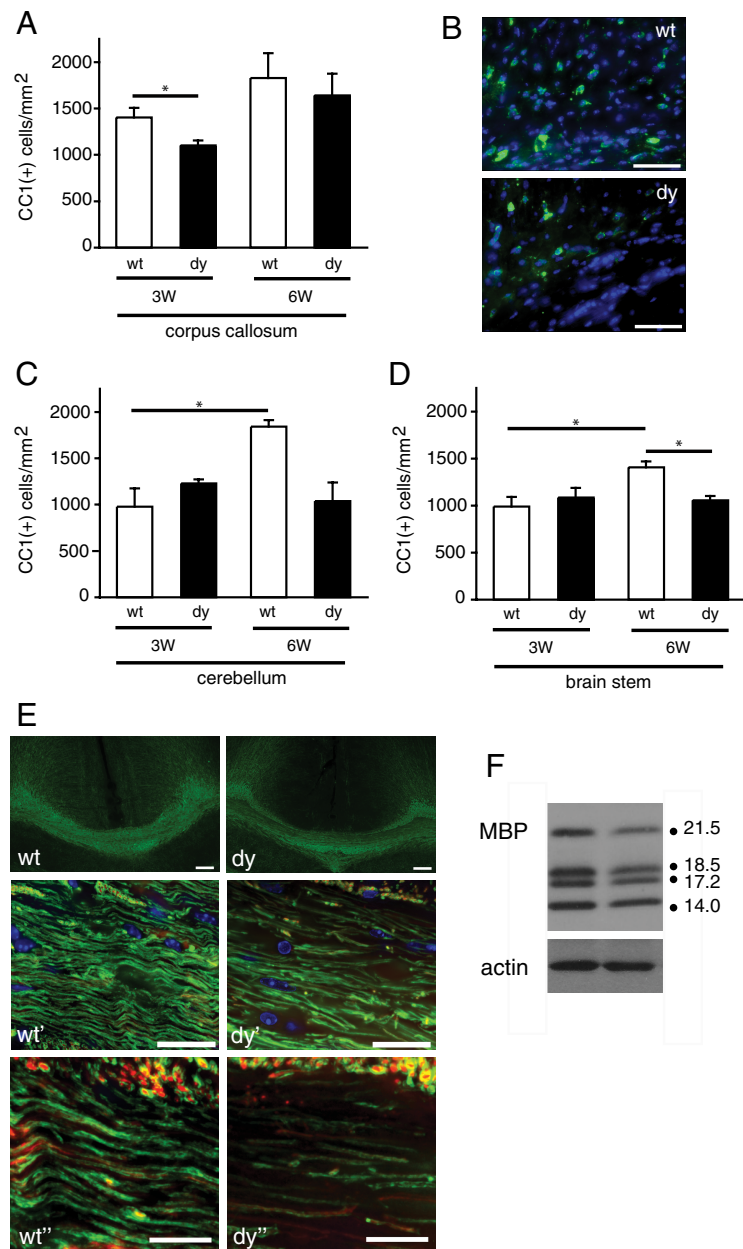 A
CC1(+) cells/mm2
2000
1500
1000
500
0
*
wt dy wt dy
3W 6W
corpus callosum
B
wt
dy
C
CC1(+) cells/mm2
2000
1500
1000
500
0
*
wt dy wt dy
3W 6W
cerebellum
D
CC1(+) cells/mm2
2000
1500
1000
500
0
*
*
wt dy wt dy
3W 6W
brain stem
E
wt dy
wt' dy'
wt'' dy''
F
MBP
• 21.5
• 18.5
• 17.2
• 14.0
actin